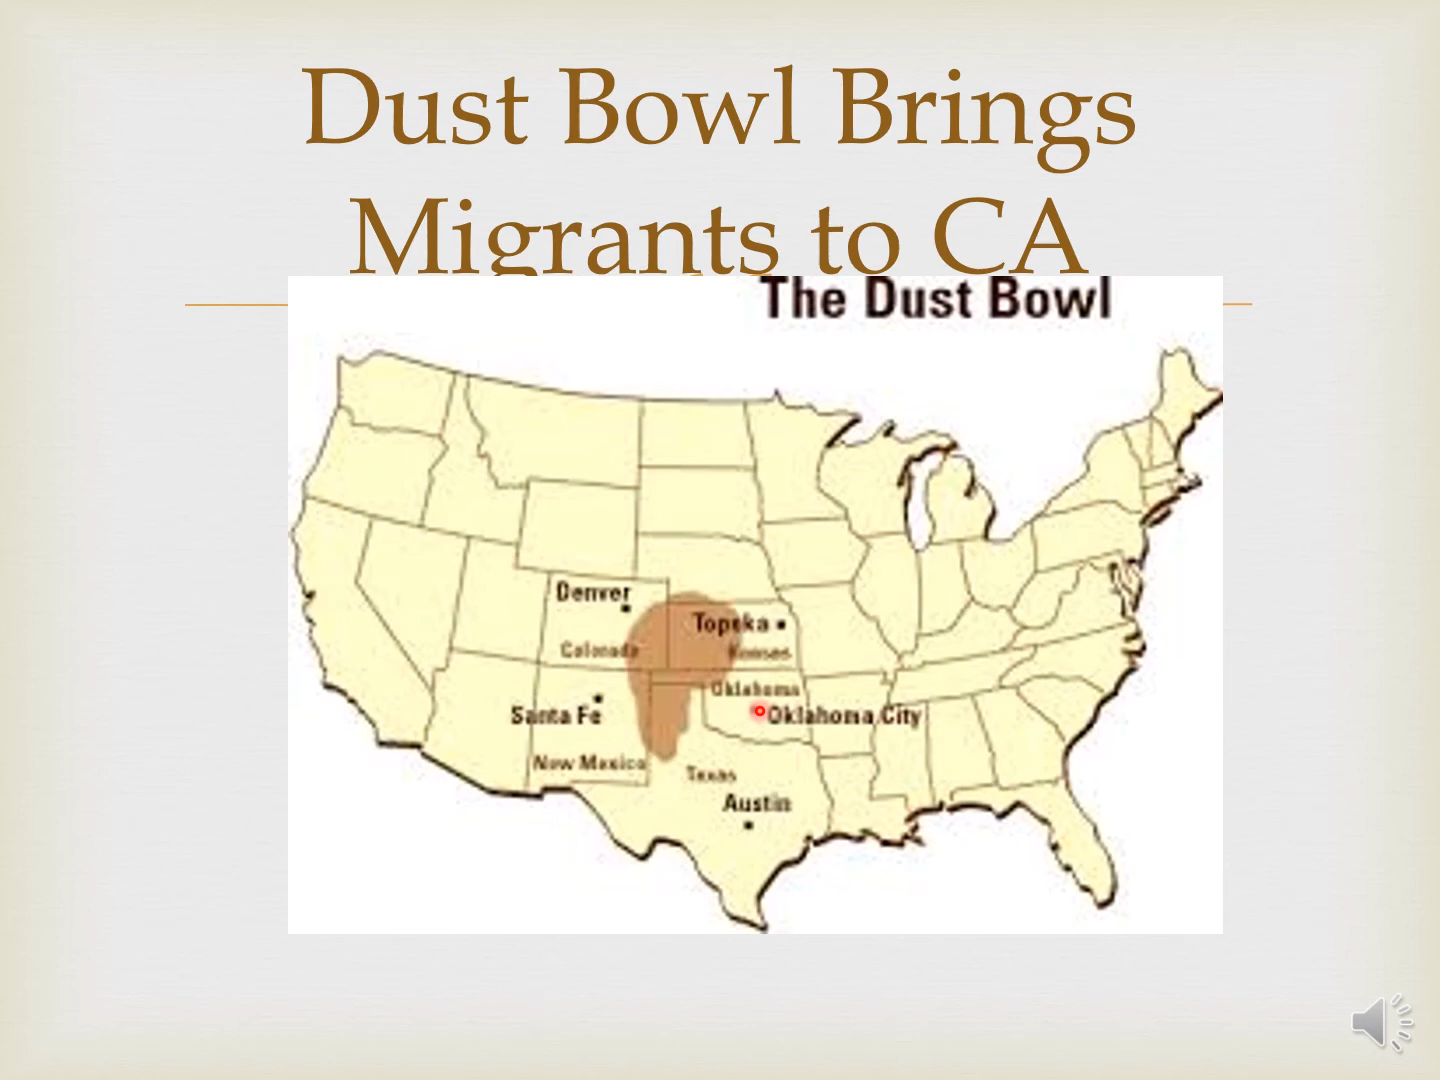 Dust Bowl Brings
Migrants to CA
The Dust Bowl
Denver
Topeka
Colorado
Kansas
Oklahoma
Santa Fe
Oklahoma City
New Mexico
Texas
Austin